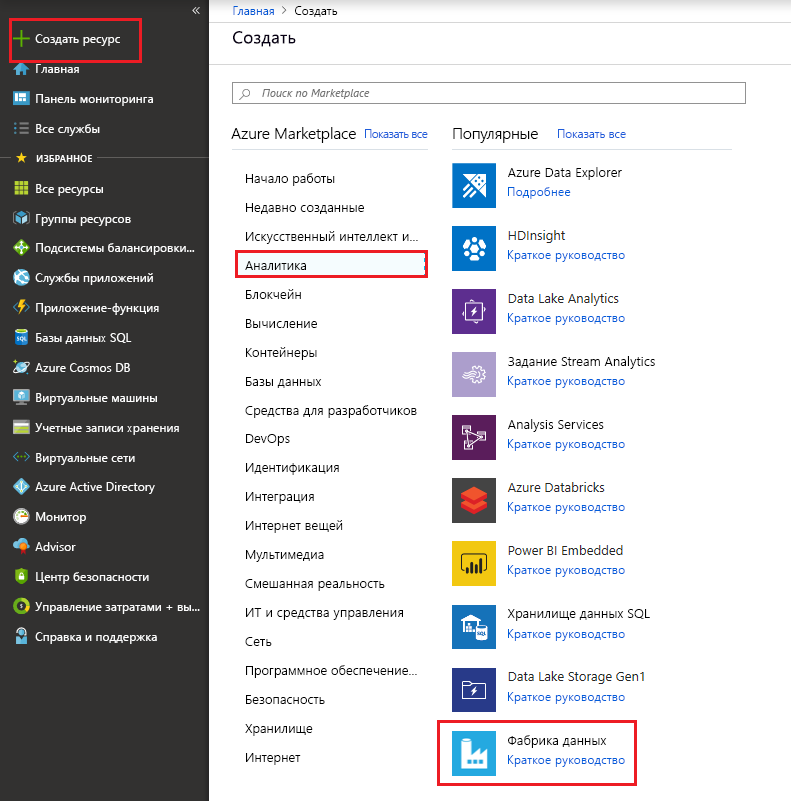 «
Создать ресурс
Главная
Панель мониторинга
Все службы
ИЗБРАННОЕ
Все ресурсы
Группы ресурсов
Подсистемы балансировки...
Службы приложений
Приложение-функция
Базы данных SQL
Azure Cosmos DB
Виртуальные машины
Учетные записи хранения
Виртуальные сети
Azure Active Directory
Монитор
Advisor
Центр безопасности
Управление затратами + вы...
Справка и поддержка
Главная > Создать
Создать
Поиск по Marketplace
Azure Marketplace Показать все
Начало работы
Недавно созданные
Искусственный интеллект и...
Аналитика
Блокчейн
Вычисление
Контейнеры
Базы данных
Средства для разработчиков
DevOps
Идентификация
Интеграция
Интернет вещей
Мультимедиа
Смешанная реальность
ИТ и средства управления
Сеть
Программное обеспечение...
Безопасность
Хранилище
Интернет
Популярные Показать все
Azure Data Explorer
Подробнее
HDInsight
Краткое руководство
Data Lake Analytics
Краткое руководство
Задание Stream Analytics
Краткое руководство
Analysis Services
Краткое руководство
Azure Databricks
Краткое руководство
Power BI Embedded
Краткое руководство
Хранилище данных SQL
Краткое руководство
Data Lake Storage Gen1
Краткое руководство
Фабрика данных
Краткое руководство